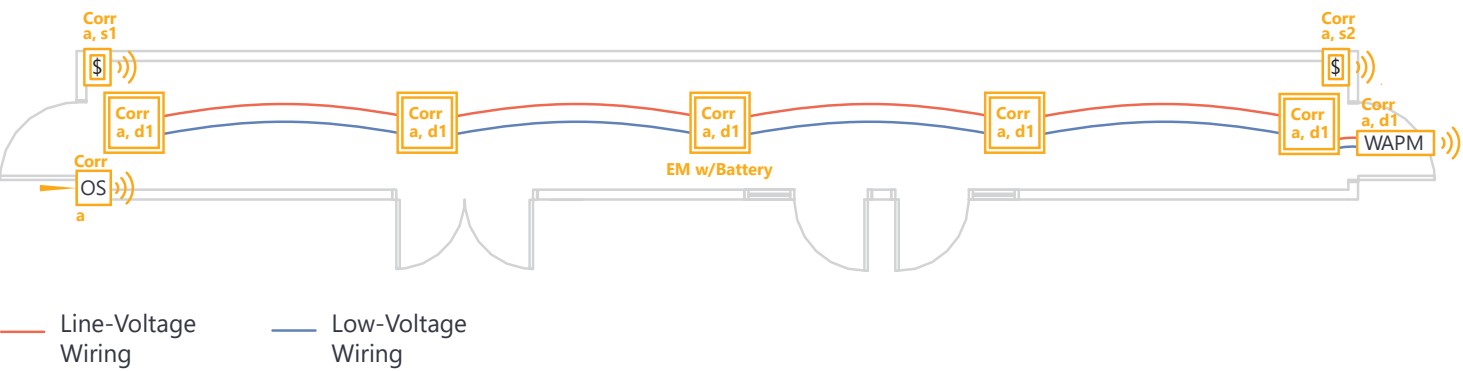 Corr
a, s1
$
Corr
a, s2
$
Corr
a, d1
Corr
a, d1
Corr
a, d1
Corr
a, d1
Corr
a, d1
Corr
a, d1
WAPM
Corr
OS
a
EM w/Battery
Line-Voltage
Wiring
Low-Voltage
Wiring